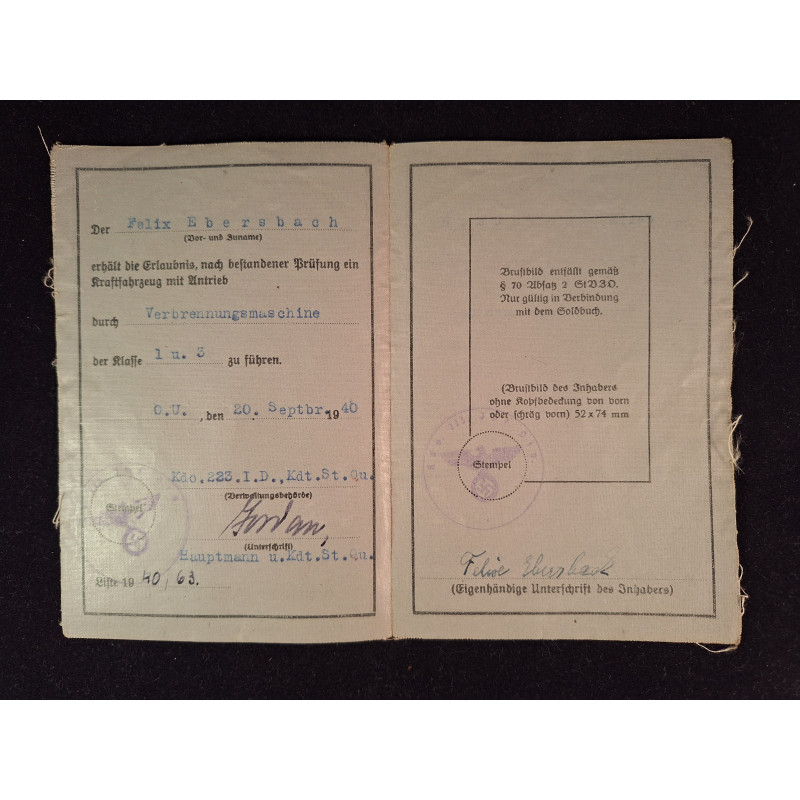 Der Felix Ebersbach
(Vor- und Zuname)
erhält die Erlaubnis, nach bestandener Prüfung ein
Kraftfahrzeug mit Antrieb
durch Verbrennungsmaschine
der Klasse 1 u. 3 zu führen.
O.U. , den 20. Septbr. 1940
Kdo.223.I.D.,Kdt.St.Qu.
(Verwaltungsbehörde)
Stempel
(Unterschrift)
Hauptmann u.Kdt.St.Qu.
Liste 1940/63.
Brustbild entfällt gemäß
§ 70 Absatz 2 StVZO.
Nur gültig in Verbindung
mit dem Soldbuch.
(Brustbild des Inhabers
ohne Kopfbedeckung von vorn
oder schräg vorn) 52 x 74 mm
Stempel
Felix Ebersbach
(Eigenhändige Unterschrift des Inhabers)